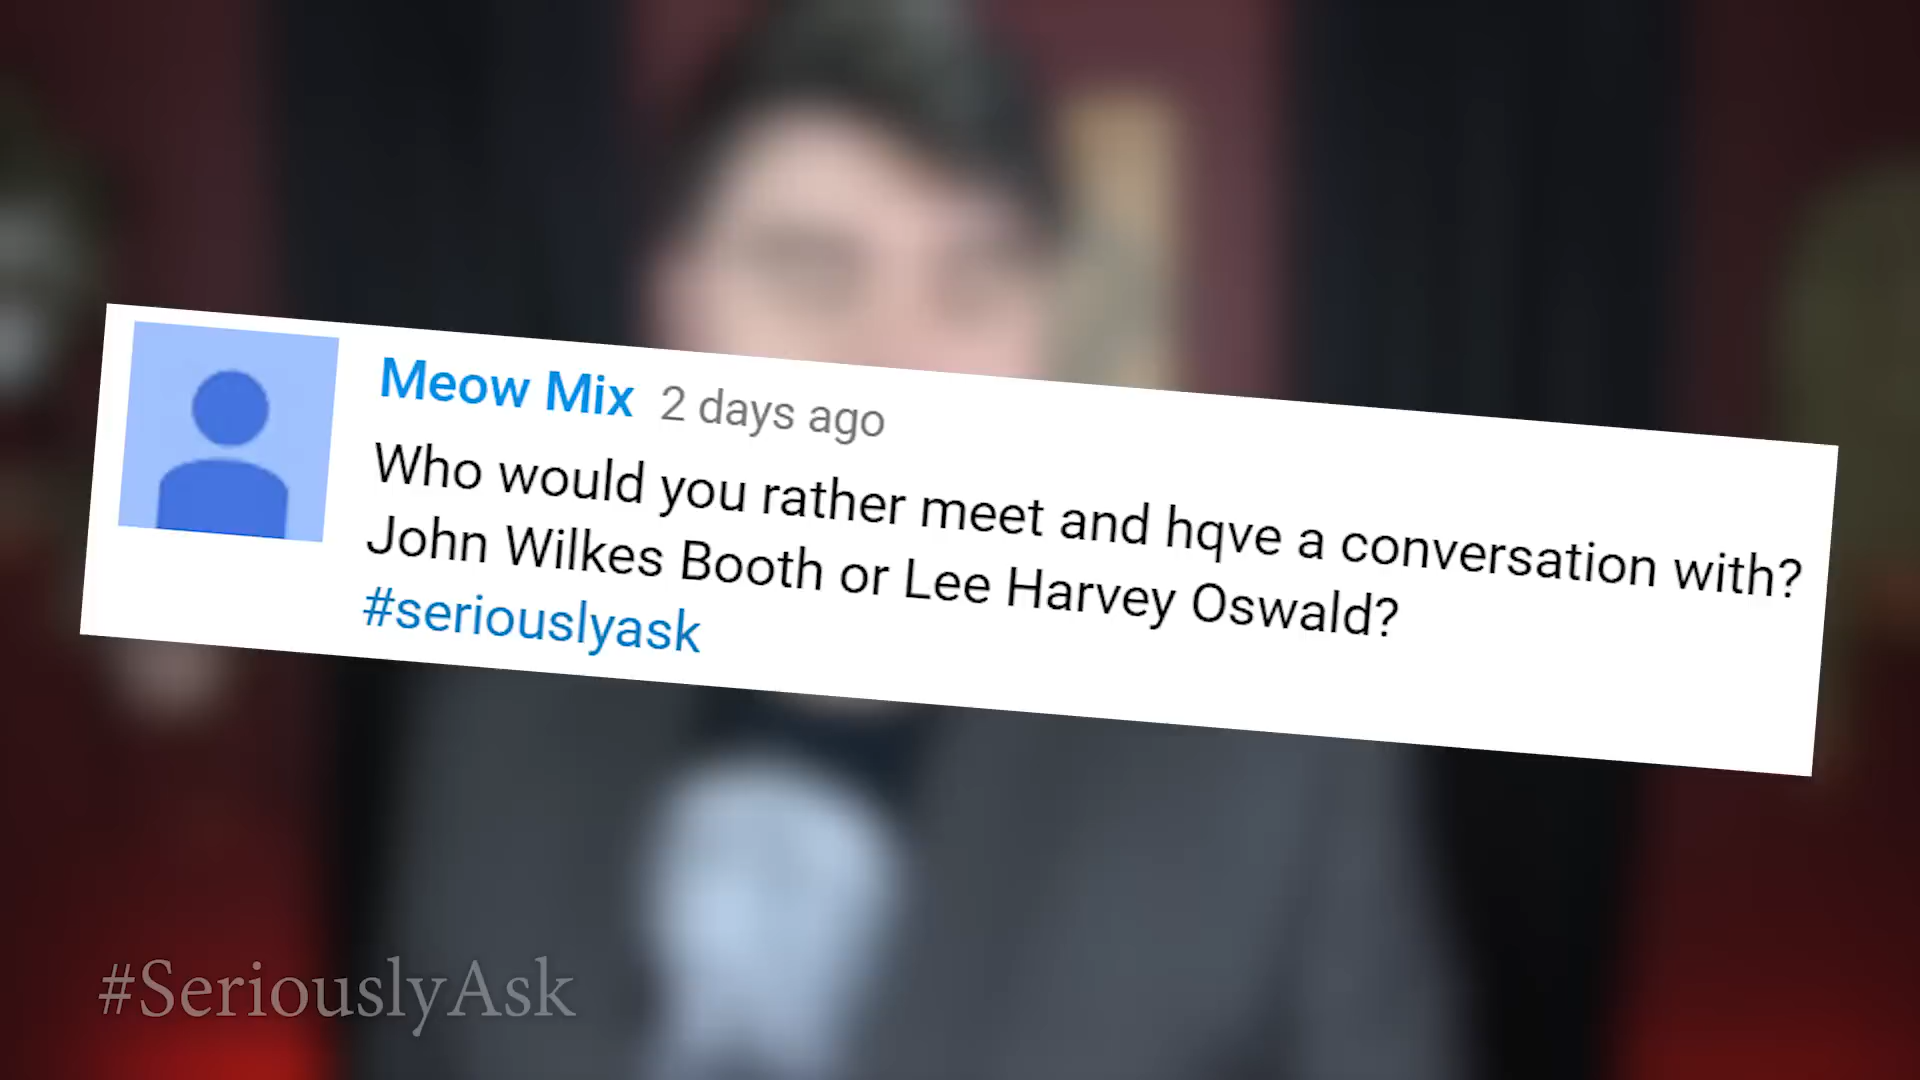 Meow Mix 2 days ago
Who would you rather meet and hqve a conversation with?
John Wilkes Booth or Lee Harvey Oswald?
#seriouslyask
#SeriouslyAsk